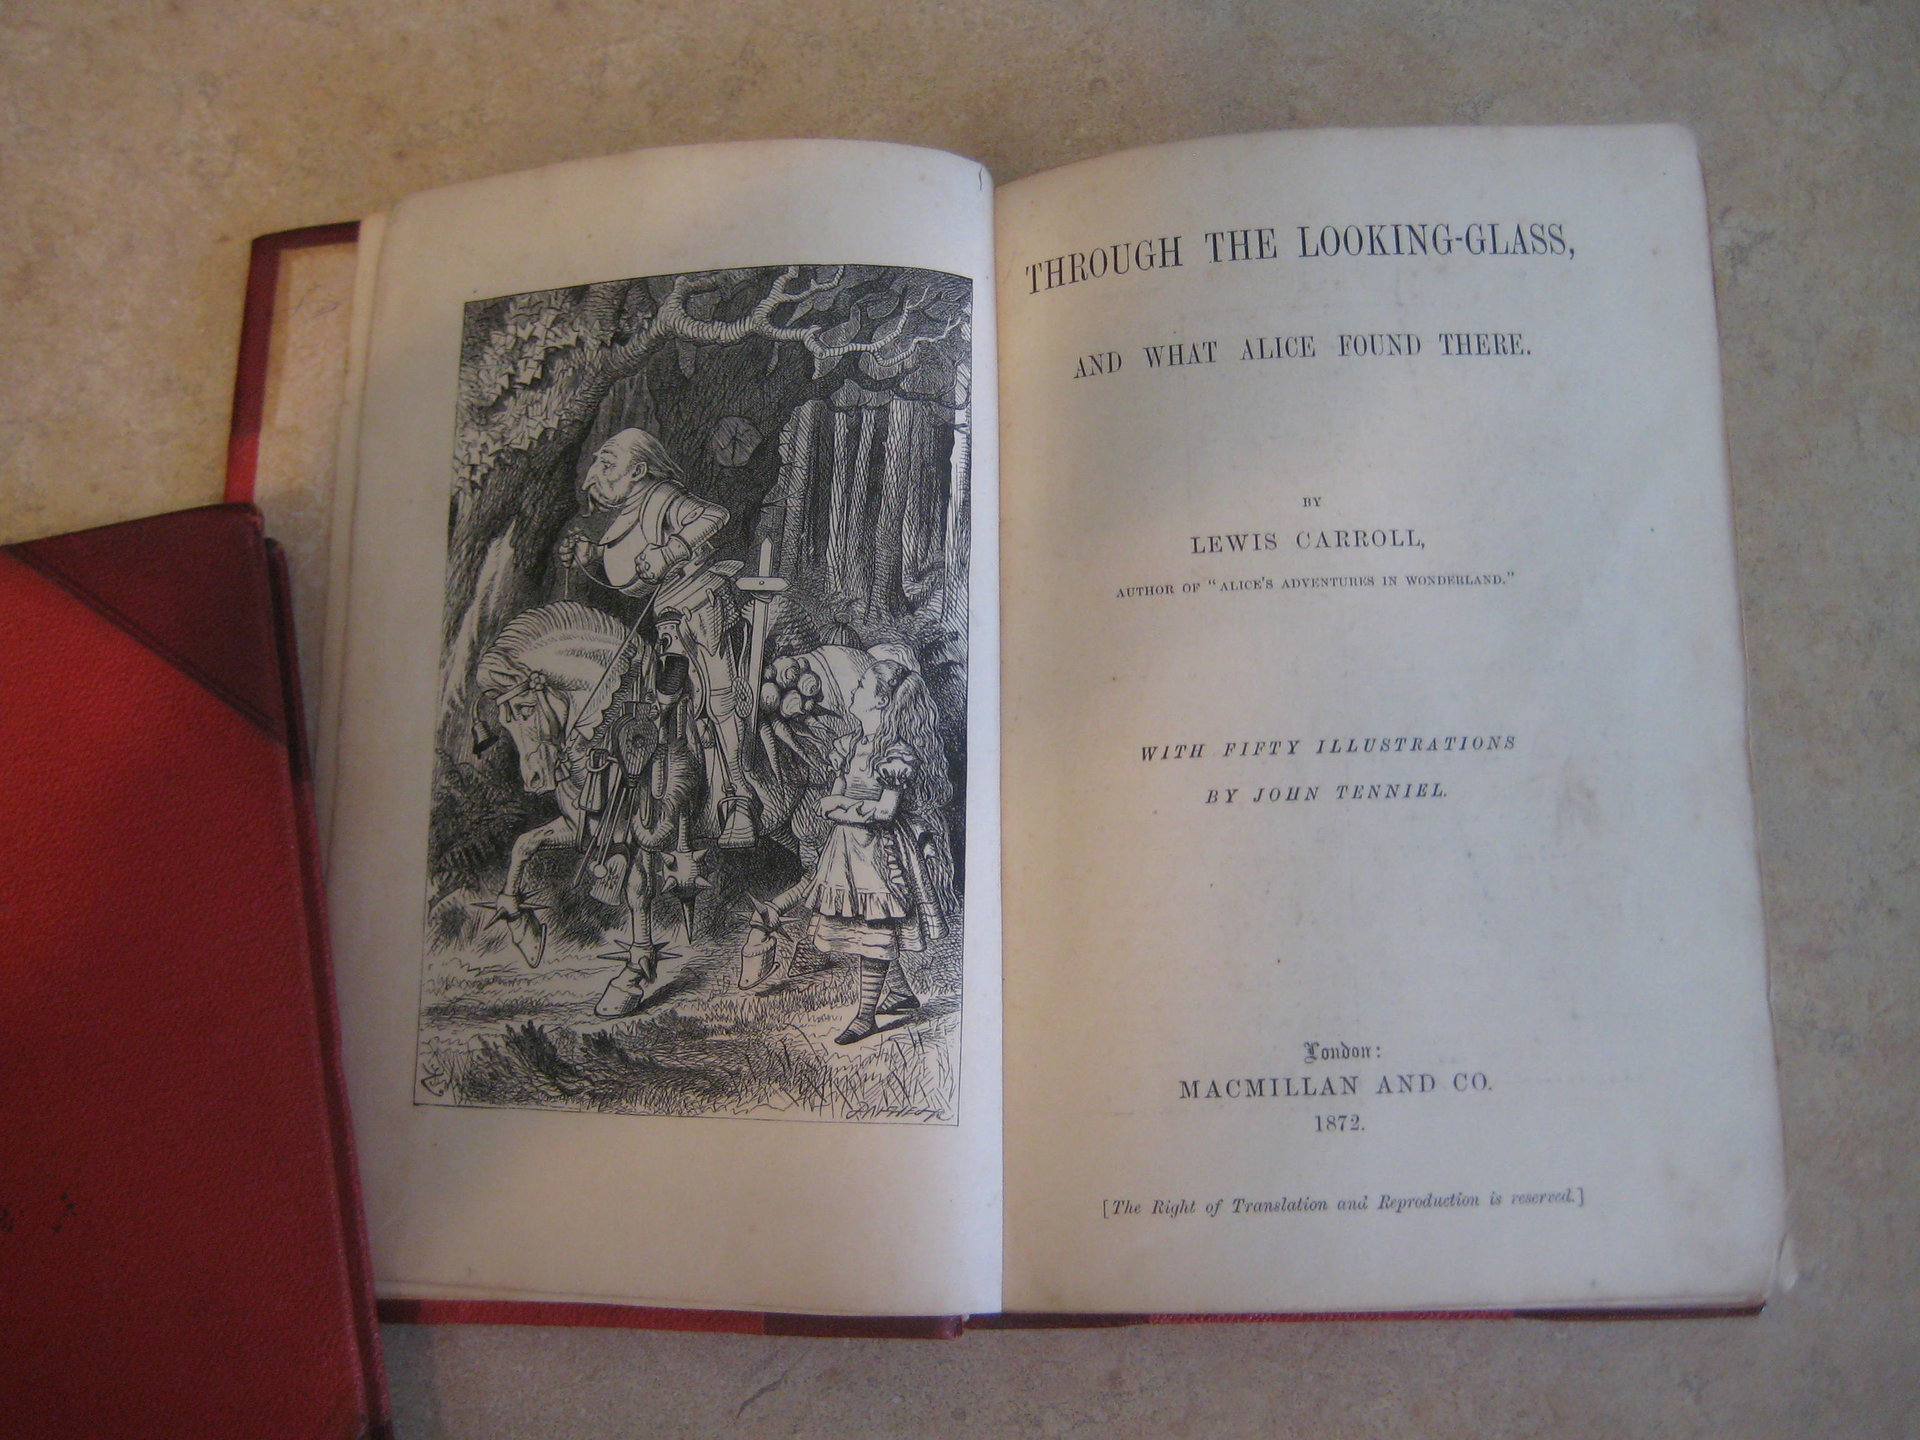 THROUGH THE LOOKING-GLASS,
AND WHAT ALICE FOUND THERE.
BY
LEWIS CARROLL,
AUTHOR OF "ALICE'S ADVENTURES IN WONDERLAND."
WITH FIFTY ILLUSTRATIONS
BY JOHN TENNIEL.
London:
MACMILLAN AND CO.
1872.
[The Right of Translation and Reproduction is reserved.]